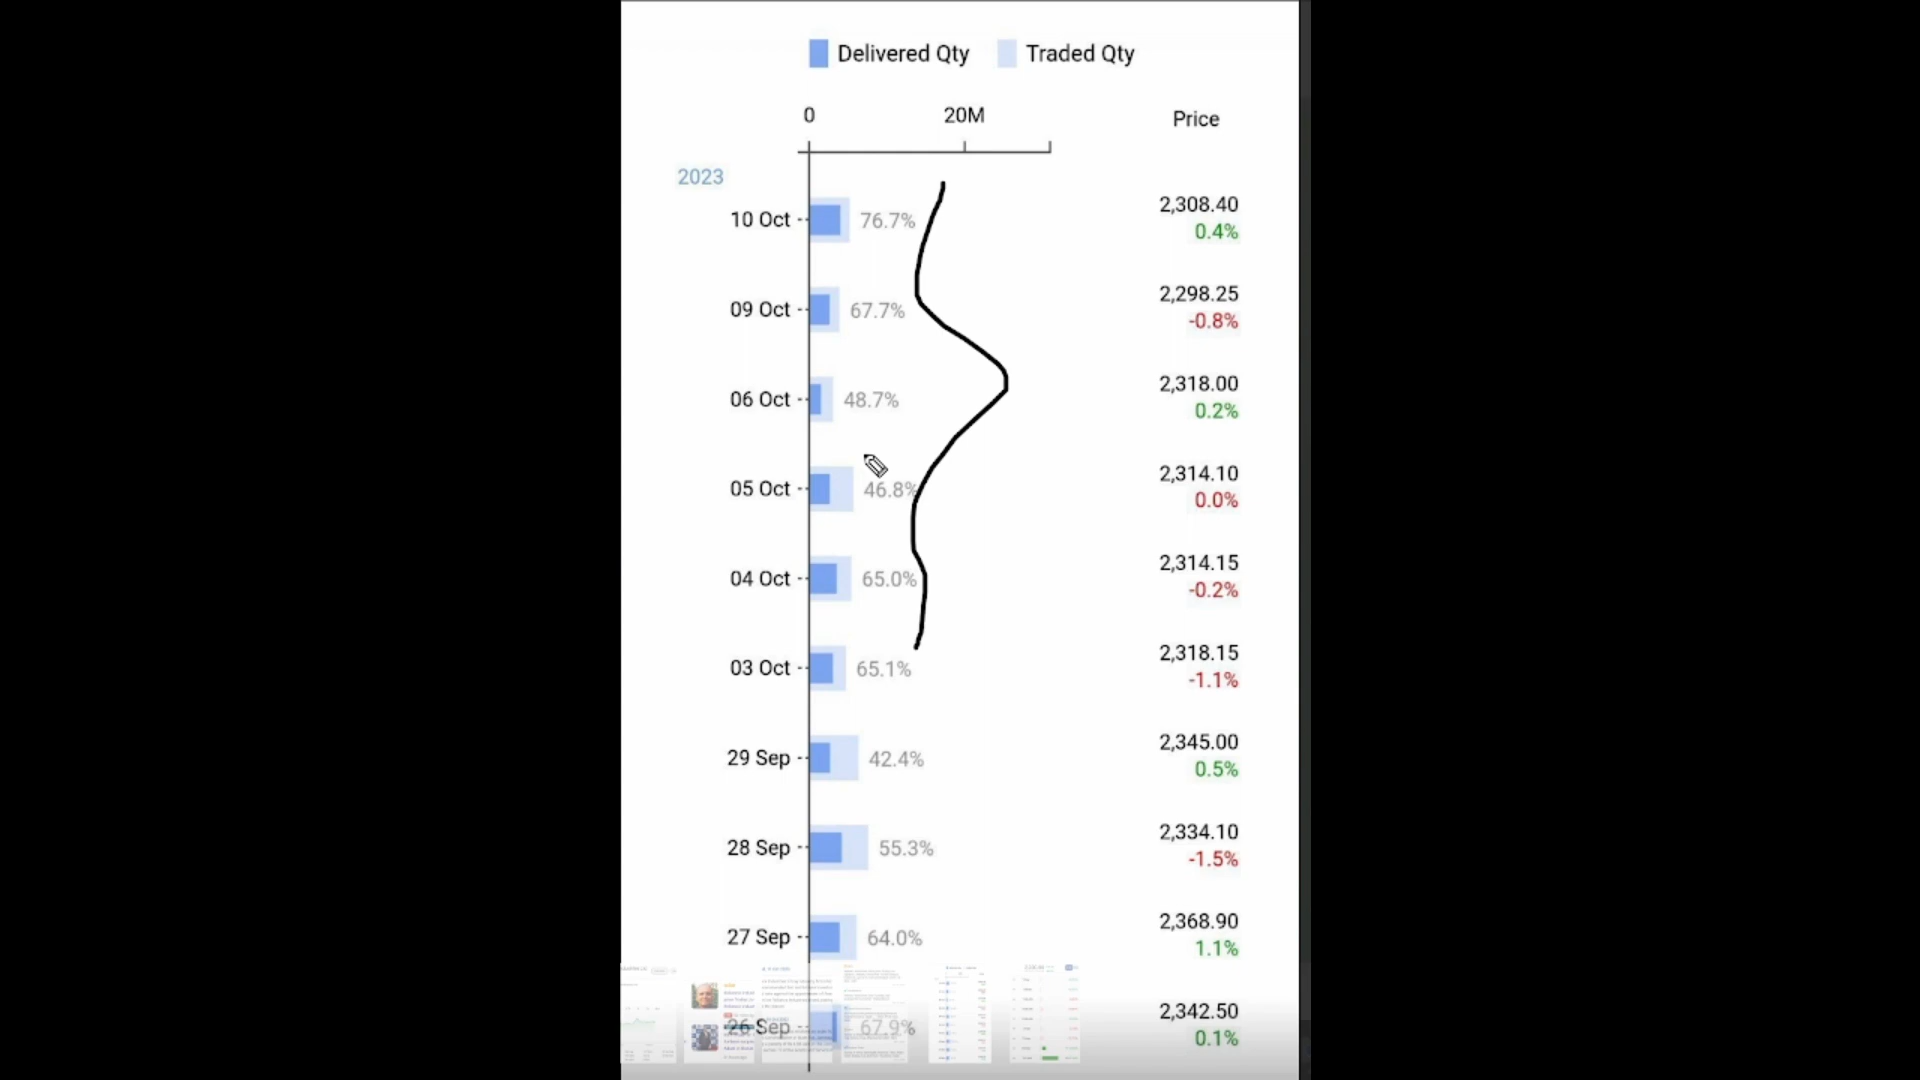 Delivered Qty Traded Qty
0 20M Price
2023
10 Oct 76.7% 2,308.40
0.4%
09 Oct 67.7% 2,298.25
-0.8%
06 Oct 48.7% 2,318.00
0.2%
05 Oct 46.8% 2,314.10
0.0%
04 Oct 65.0% 2,314.15
-0.2%
03 Oct 65.1% 2,318.15
-1.1%
29 Sep 42.4% 2,345.00
0.5%
28 Sep 55.3% 2,334.10
-1.5%
27 Sep 64.0% 2,368.90
1.1%
26 Sep 67.9% 2,342.50
0.1%